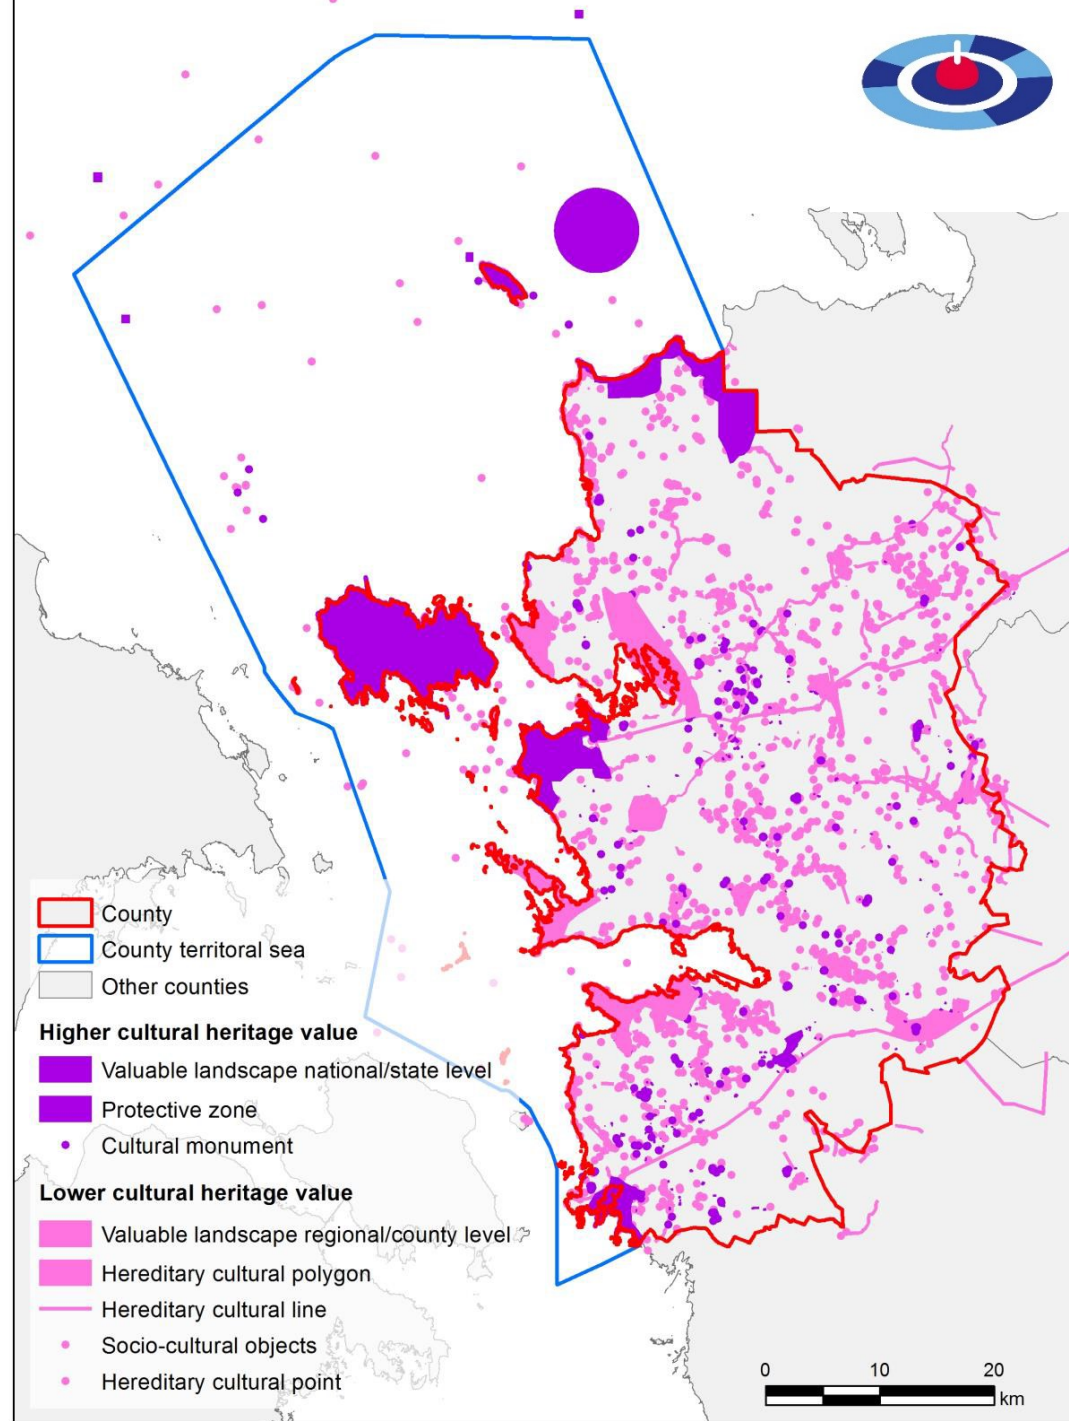 County
County territoral sea
Other counties
Higher cultural heritage value
Valuable landscape national/state level
Protective zone
Cultural monument
Lower cultural heritage value
Valuable landscape regional/county level
Hereditary cultural polygon
Hereditary cultural line
Socio-cultural objects
Hereditary cultural point
0 10 20
km